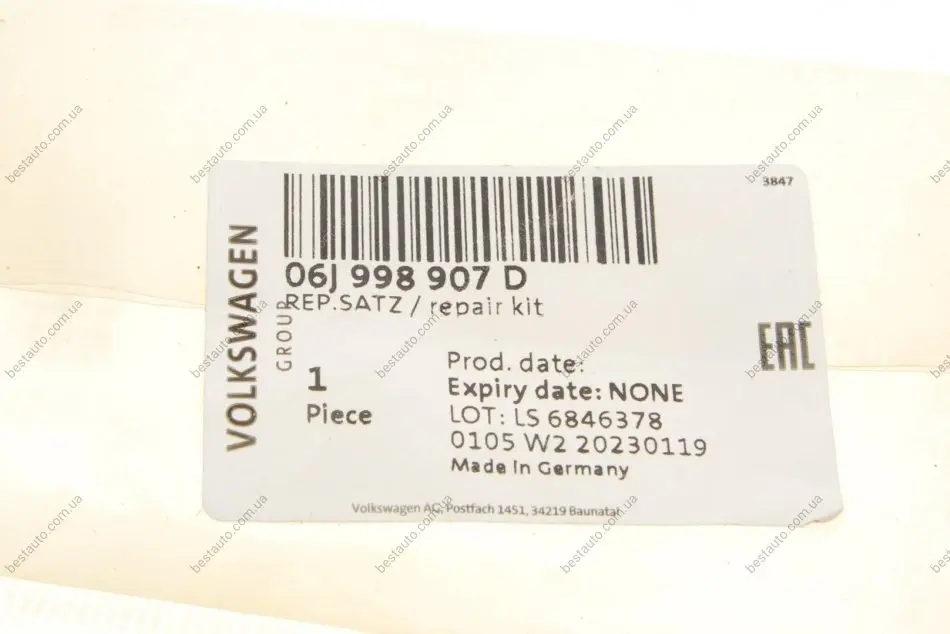 3847
VOLKSWAGEN
GROUP
06J 998 907 D
REP.SATZ / repair kit
EAC
1
Piece
Prod. date:
Expiry date: NONE
LOT: LS 6846378
0105 W2 20230119
Made In Germany
Volkswagen AG, Postfach 1451, 34219 Baunatal
bestauto.com.ua